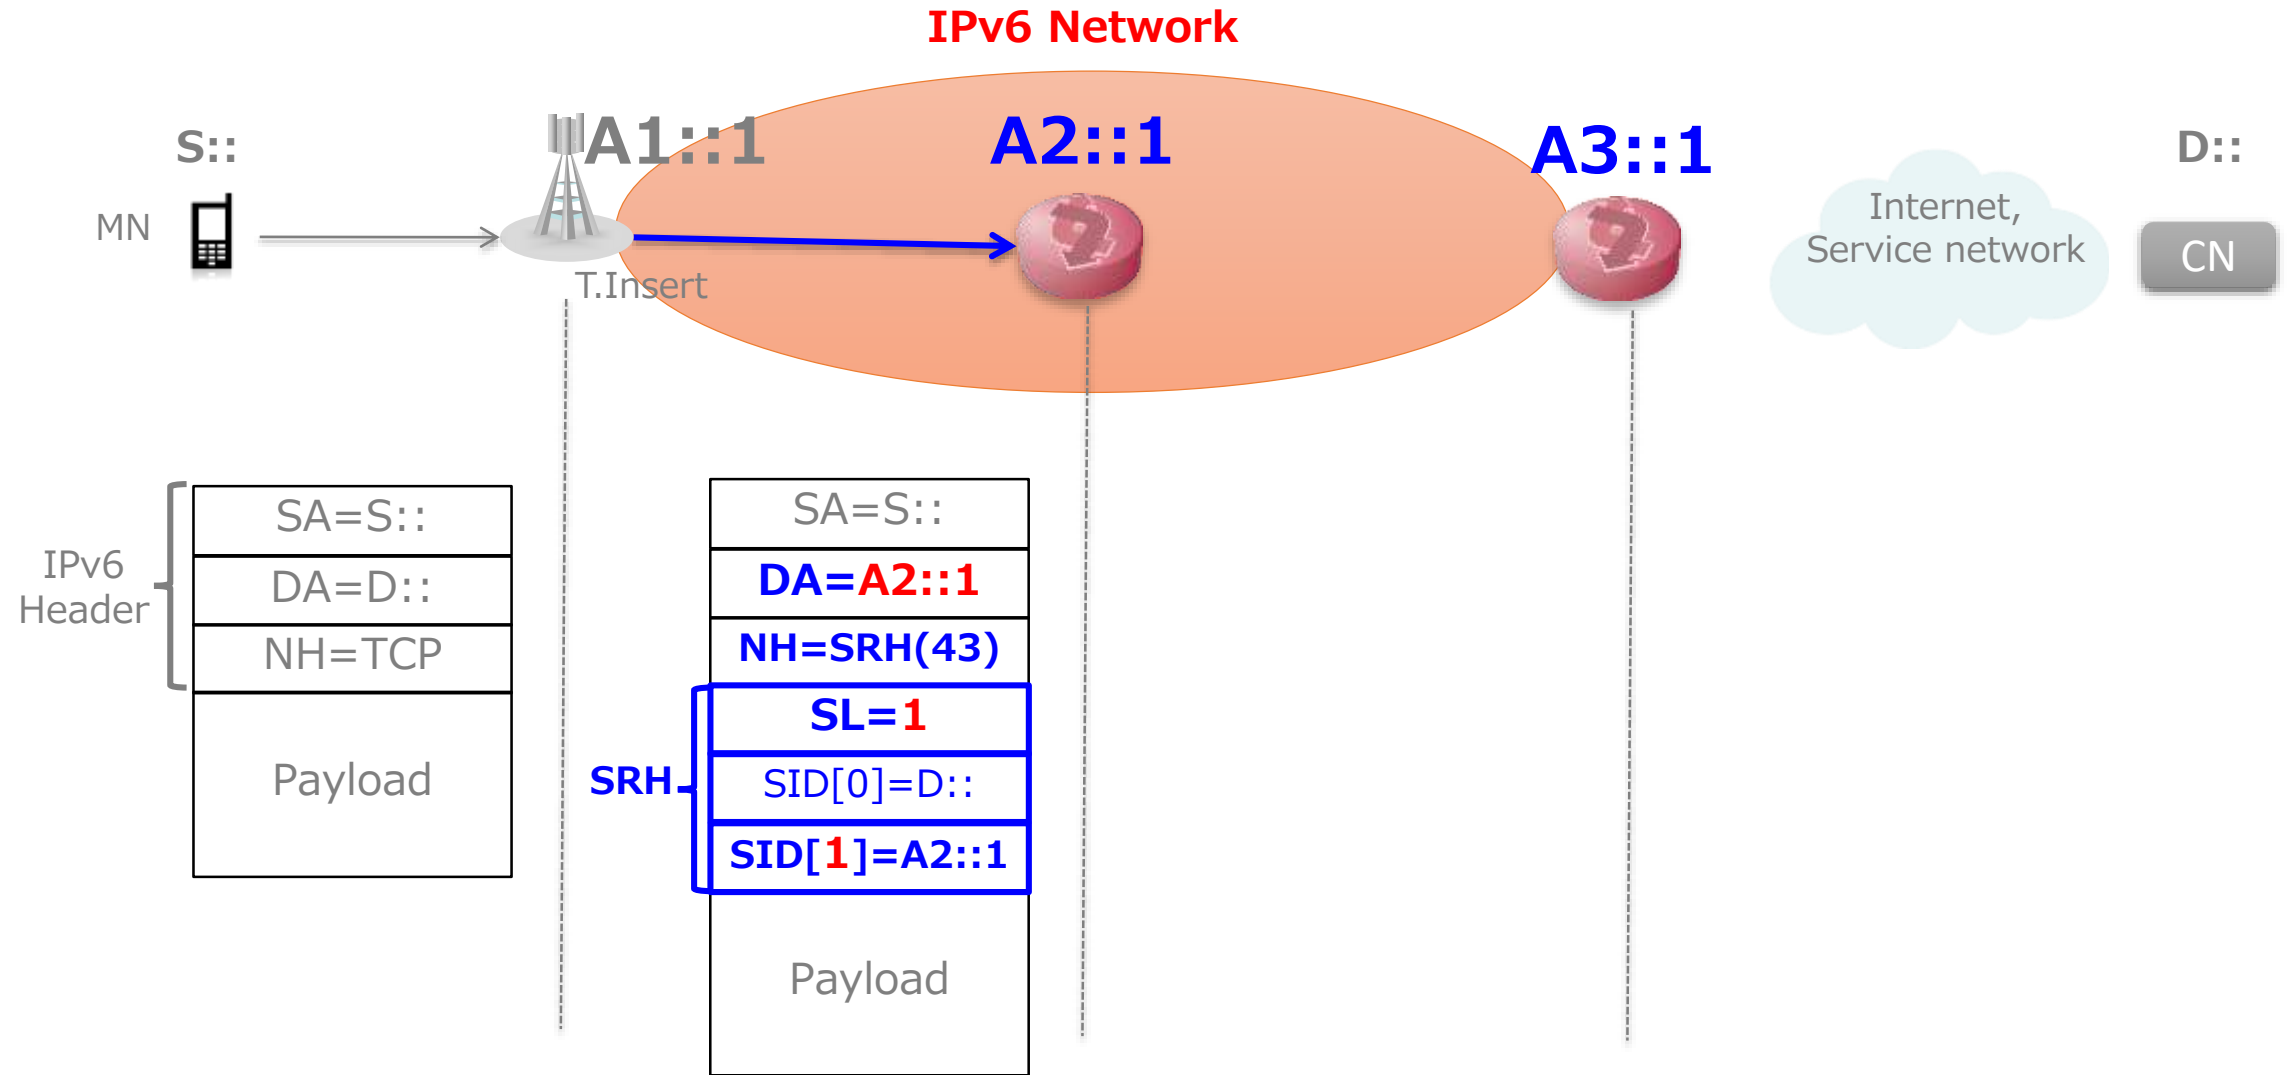 IPv6 Network
S::
A1::1
A2::1
A3::1
D::
MN
T.Insert
Internet,
Service network
CN
IPv6
Header
SA=S::
DA=D::
NH=TCP
Payload
SRH
SA=S::
DA=A2::1
NH=SRH(43)
SL=1
SID[0]=D::
SID[1]=A2::1
Payload